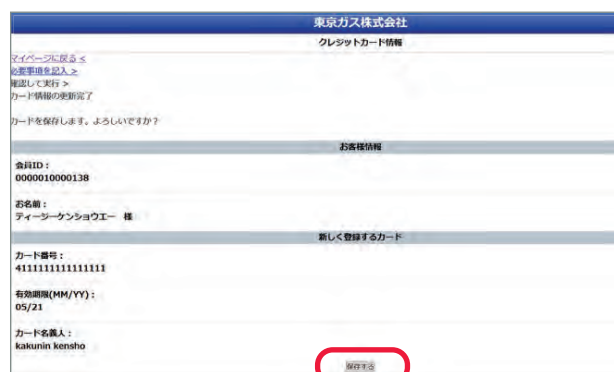 東京ガス株式会社
クレジットカード情報
マイページに戻る <
必要事項を記入 >
確認して実行 >
カード情報の更新完了
カードを保存します。よろしいですか？
お客様情報
会員ID：
0000010000138
お名前：
ティージーケンショウエー 様
新しく登録するカード
カード番号：
4111111111111111
有効期限(MM/YY)：
05/21
カード名義人：
kakunin kensho
保存する